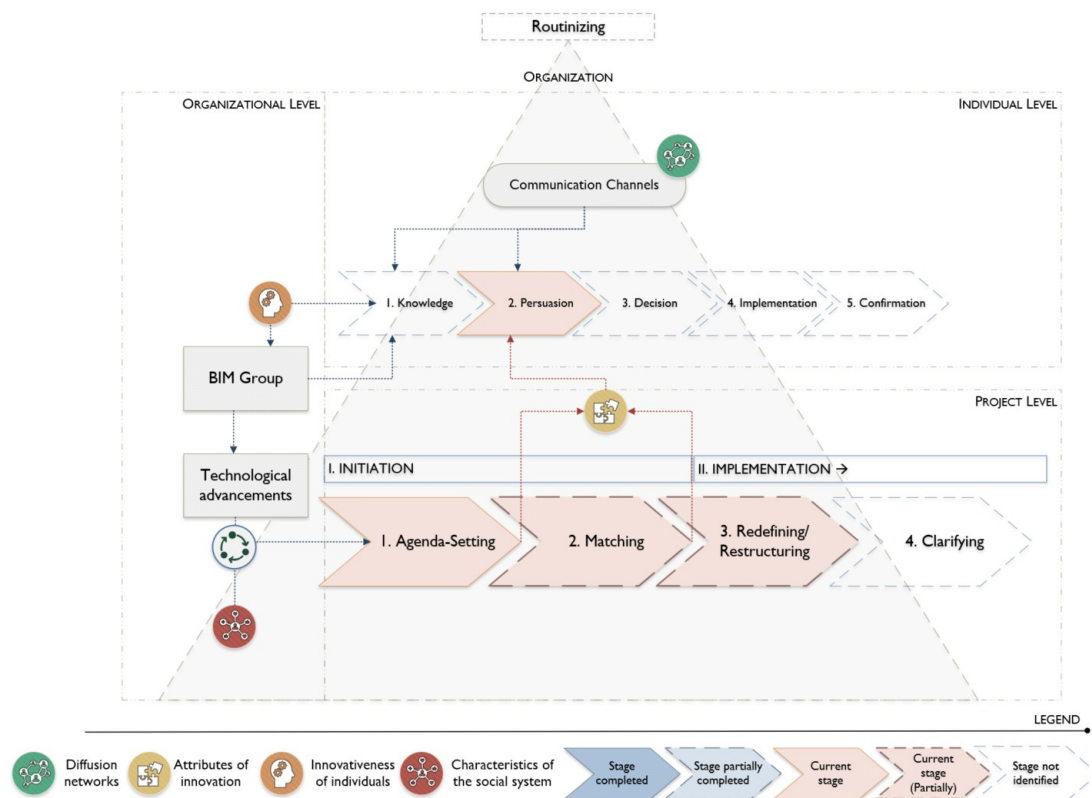 Routinizing
ORGANIZATION
ORGANIZATIONAL LEVEL
INDIVIDUAL LEVEL
Communication Channels
1. Knowledge
2. Persuasion
3. Decision
4. Implementation
5. Confirmation
BIM Group
PROJECT LEVEL
Technological
advancements
I. INITIATION
II. IMPLEMENTATION →
1. Agenda-Setting
2. Matching
3. Redefining/
Restructuring
4. Clarifying
LEGEND
Diffusion
networks
Attributes of
innovation
Innovativeness
of individuals
Characteristics of
the social system
Stage
completed
Stage partially
completed
Current
stage
Current
stage
(Partially)
Stage not
identified